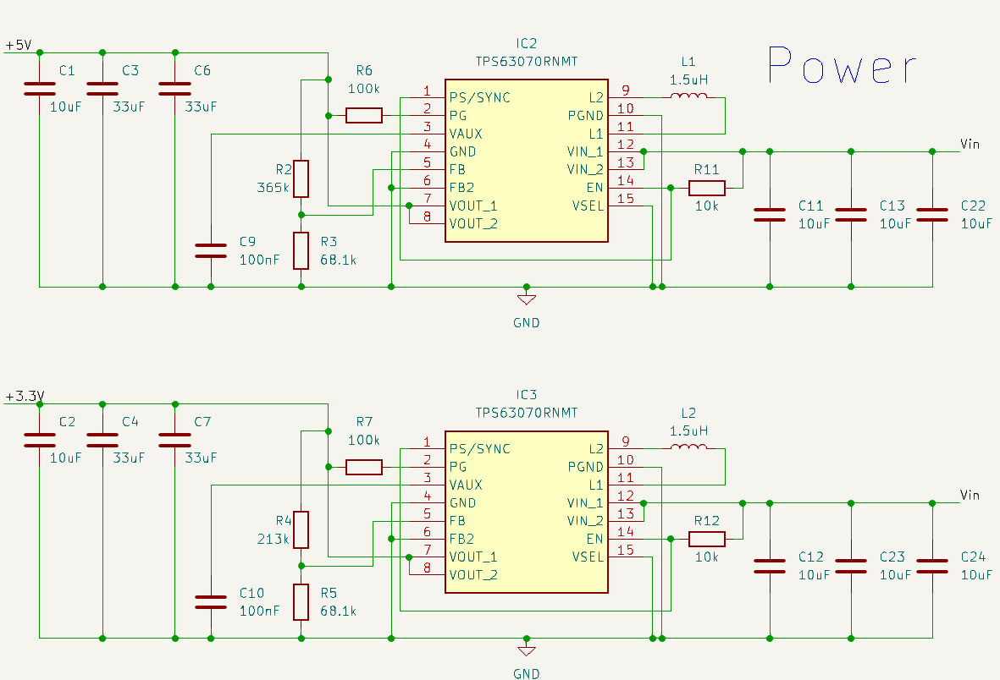 Power
+5V
C1
10uF
C3
33uF
C6
33uF
R6
100k
R2
365k
R3
68.1k
C9
100nF
IC2
TPS63070RNMT
1 PS/SYNC
2 PG
3 VAUX
4 GND
5 FB
6 FB2
7 VOUT_1
8 VOUT_2
L2 9
PGND 10
L1 11
VIN_1 12
VIN_2 13
EN 14
VSEL 15
L1
1.5uH
R11
10k
Vin
C11
10uF
C13
10uF
C22
10uF
GND
+3.3V
C2
10uF
C4
33uF
C7
33uF
R7
100k
R4
213k
R5
68.1k
C10
100nF
IC3
TPS63070RNMT
1 PS/SYNC
2 PG
3 VAUX
4 GND
5 FB
6 FB2
7 VOUT_1
8 VOUT_2
L2 9
PGND 10
L1 11
VIN_1 12
VIN_2 13
EN 14
VSEL 15
L2
1.5uH
R12
10k
Vin
C12
10uF
C23
10uF
C24
10uF
GND